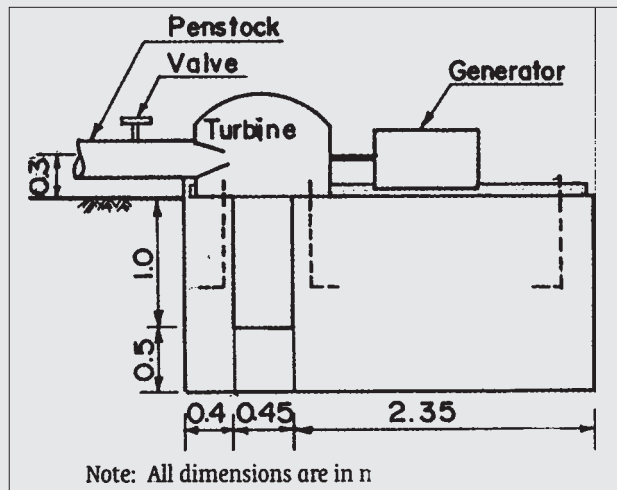 Penstock
Valve
Generator
Turbine
0.3
1.0
0.5
0.4 0.45 2.35
Note: All dimensions are in n